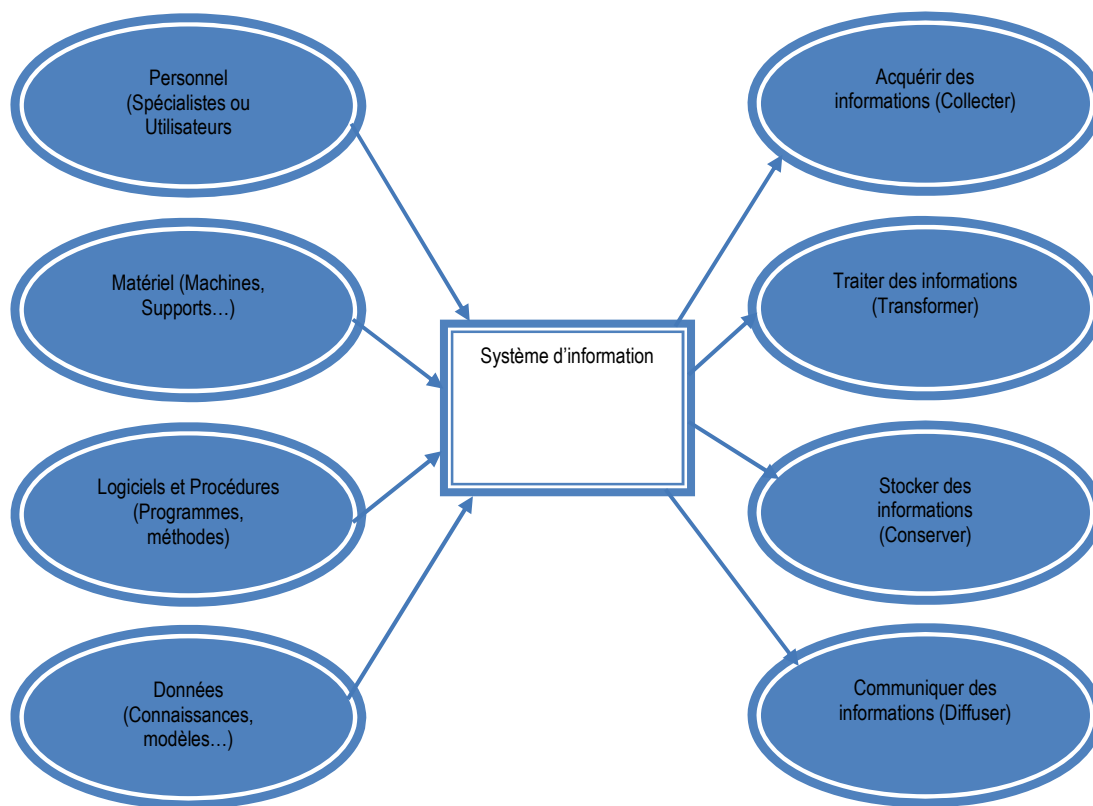 Personnel
(Spécialistes ou
Utilisateurs
Matériel (Machines,
Supports…)
Logiciels et Procédures
(Programmes,
méthodes)
Données
(Connaissances,
modèles…)
Système d’information
Acquérir des
informations (Collecter)
Traiter des informations
(Transformer)
Stocker des
informations
(Conserver)
Communiquer des
informations (Diffuser)